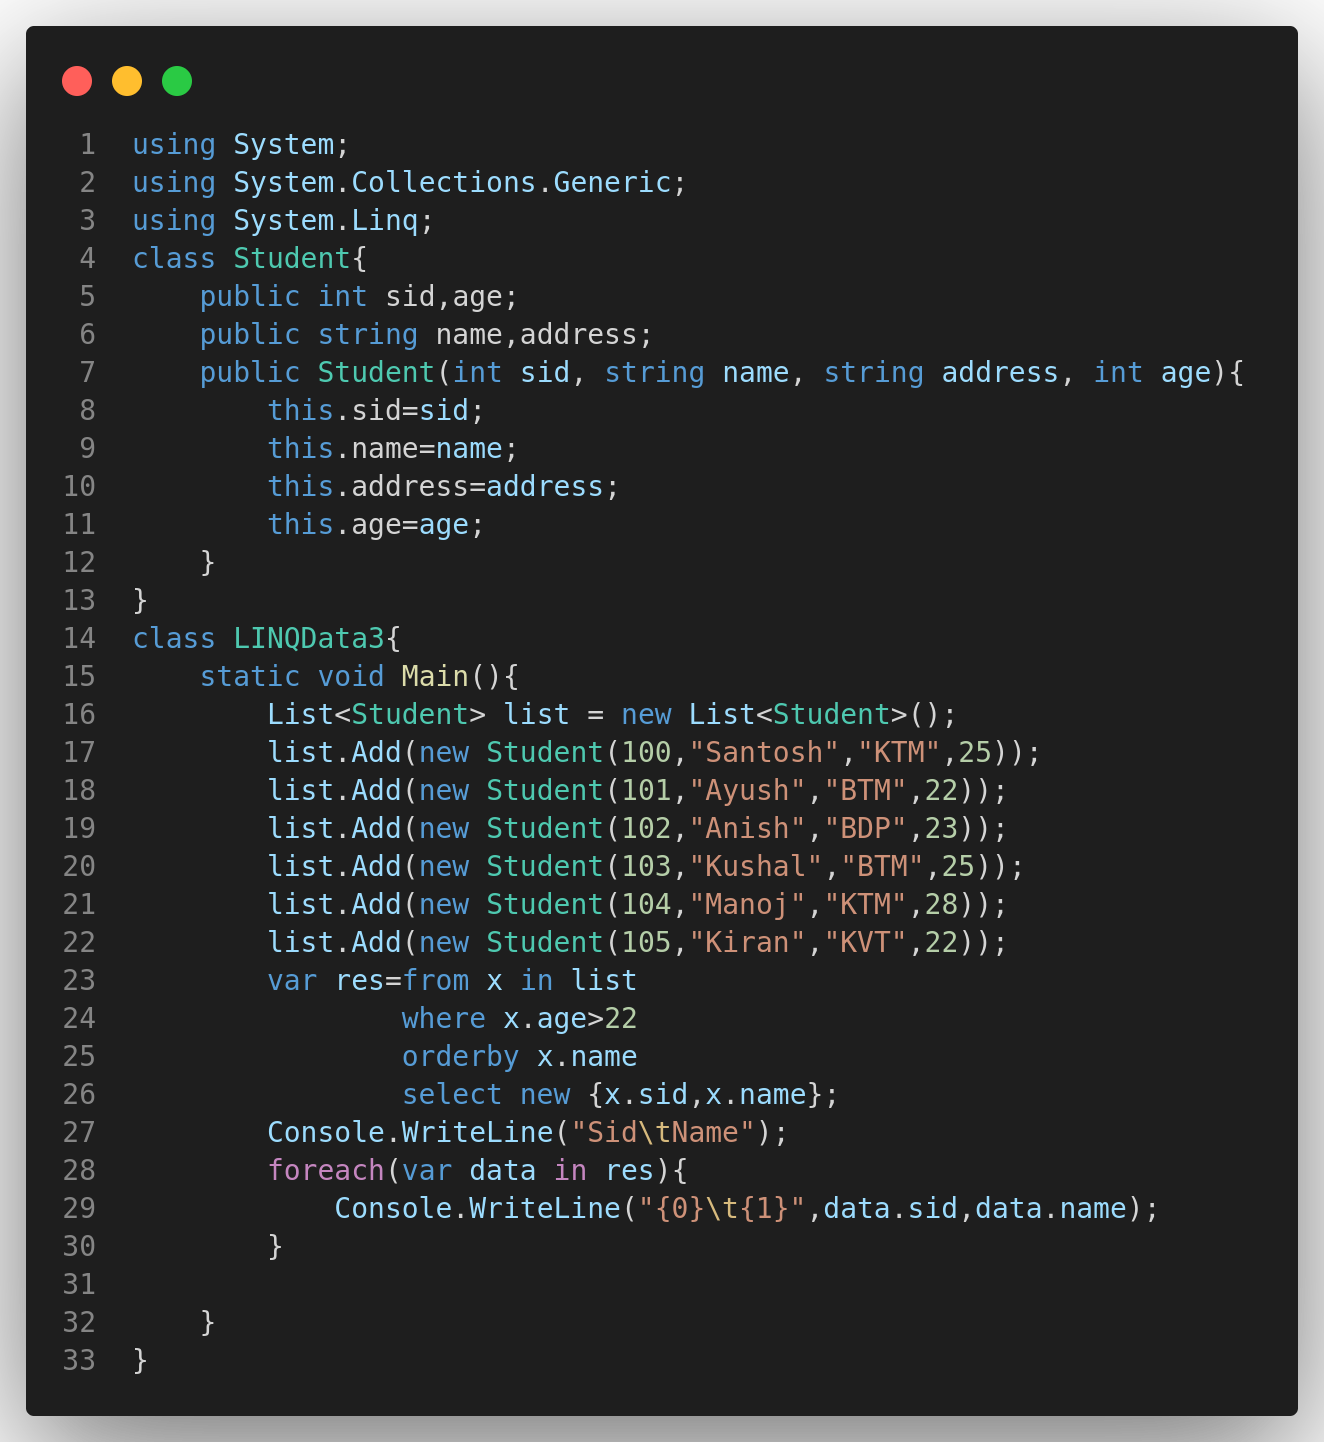 1 using System;
2 using System.Collections.Generic;
3 using System.Linq;
4 class Student{
5     public int sid,age;
6     public string name,address;
7     public Student(int sid, string name, string address, int age){
8         this.sid=sid;
9         this.name=name;
10         this.address=address;
11         this.age=age;
12     }
13 }
14 class LINQData3{
15     static void Main(){
16         List<Student> list = new List<Student>();
17         list.Add(new Student(100,"Santosh","KTM",25));
18         list.Add(new Student(101,"Ayush","BTM",22));
19         list.Add(new Student(102,"Anish","BDP",23));
20         list.Add(new Student(103,"Kushal","BTM",25));
21         list.Add(new Student(104,"Manoj","KTM",28));
22         list.Add(new Student(105,"Kiran","KVT",22));
23         var res=from x in list
24                 where x.age>22
25                 orderby x.name
26                 select new {x.sid,x.name};
27         Console.WriteLine("Sid\tName");
28         foreach(var data in res){
29             Console.WriteLine("{0}\t{1}",data.sid,data.name);
30         }
31
32     }
33 }